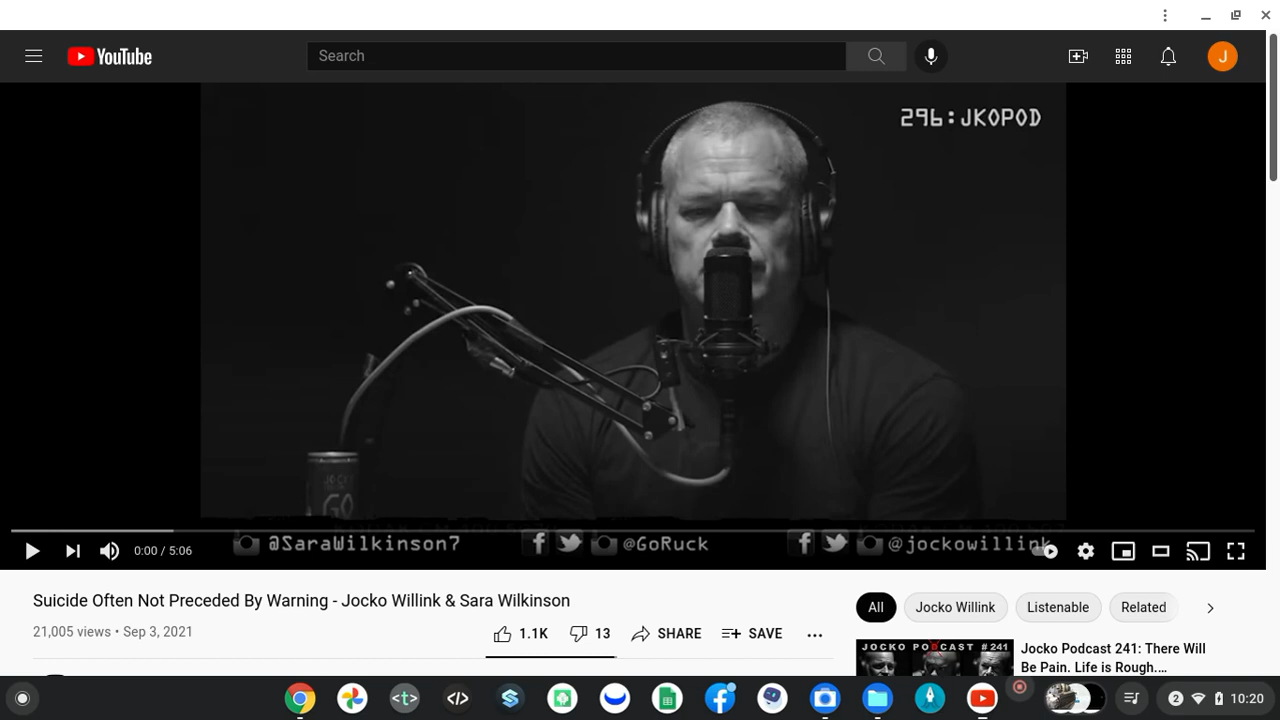 YouTube
Search
J
296:JKOPOD
JOCKO
GO
@SaraWilkinson7
@GoRuck
@jockowillink
0:00 / 5:06
Suicide Often Not Preceded By Warning - Jocko Willink & Sara Wilkinson
21,005 views • Sep 3, 2021
1.1K
13
SHARE
SAVE
All
Jocko Willink
Listenable
Related
JOCKO PODCAST #241
Jocko Podcast 241: There Will
Be Pain. Life is Rough....
<t>
</>
2
10:20